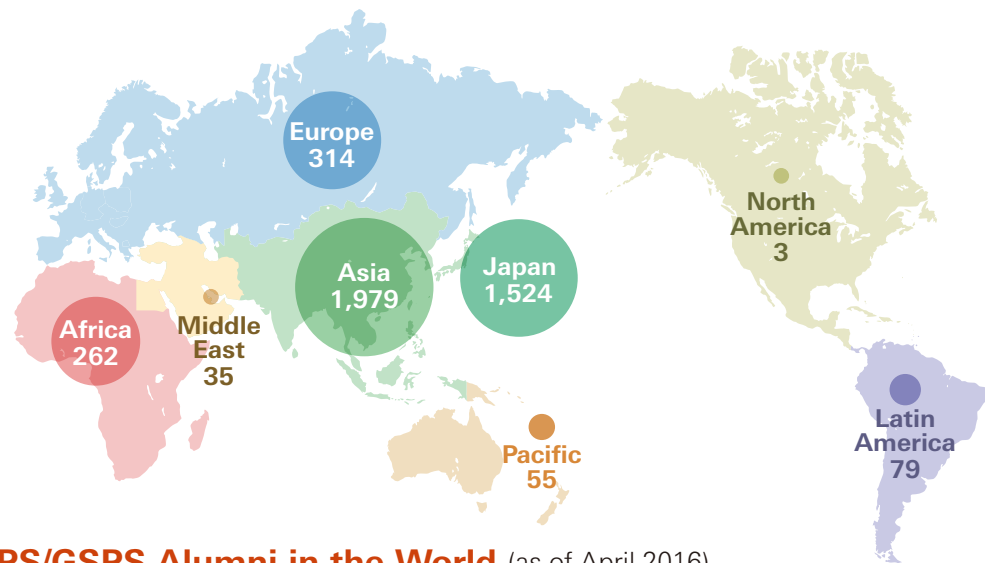 Europe
314
Asia
1,979
Japan
1,524
Africa
262
Middle
East
35
Pacific
55
North
America
3
Latin
America
79
PS/GSPS Alumni in the World (as of April 2016)